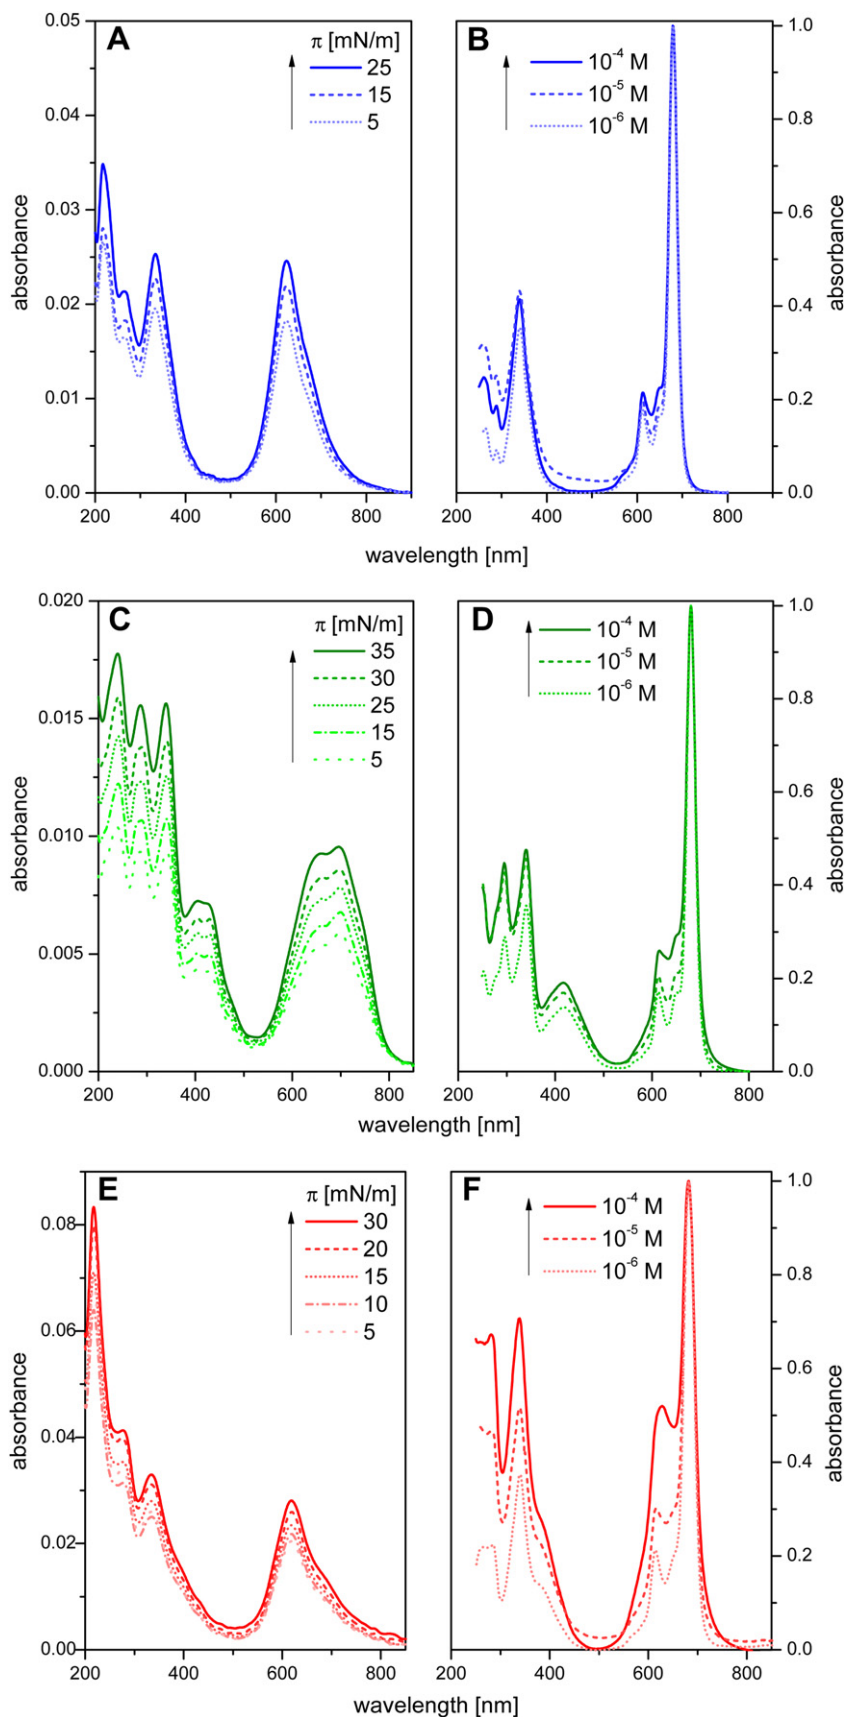 A
π [mN/m]
25
15
5
absorbance
0.05
0.04
0.03
0.02
0.01
0.00
200 400 600 800
B
10⁻⁴ M
10⁻⁵ M
10⁻⁶ M
1.0
0.8
0.6
0.4
0.2
0.0
absorbance
200 400 600 800
wavelength [nm]
C
π [mN/m]
35
30
25
15
5
absorbance
0.020
0.015
0.010
0.005
0.000
200 400 600 800
D
10⁻⁴ M
10⁻⁵ M
10⁻⁶ M
1.0
0.8
0.6
0.4
0.2
0.0
absorbance
200 400 600 800
wavelength [nm]
E
π [mN/m]
30
20
15
10
5
absorbance
0.08
0.06
0.04
0.02
0.00
200 400 600 800
F
10⁻⁴ M
10⁻⁵ M
10⁻⁶ M
1.0
0.8
0.6
0.4
0.2
0.0
absorbance
200 400 600 800
wavelength [nm]